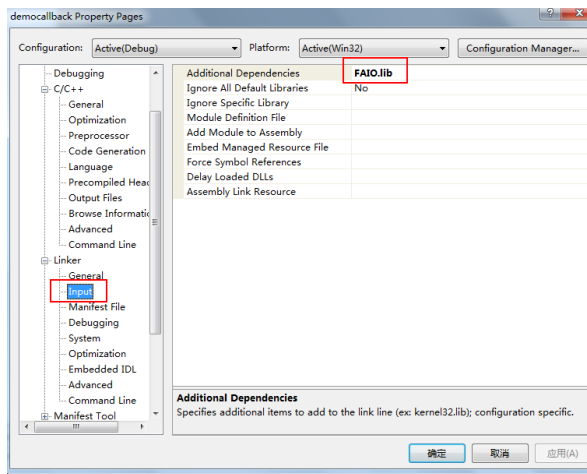 democallback Property Pages
Configuration: Active(Debug) Platform: Active(Win32) Configuration Manager...
Debugging
C/C++
General
Optimization
Preprocessor
Code Generation
Language
Precompiled Head
Output Files
Browse Informatic
Advanced
Command Line
Linker
General
Input
Manifest File
Debugging
System
Optimization
Embedded IDL
Advanced
Command Line
Manifest Tool
Additional Dependencies FAIO.lib
Ignore All Default Libraries No
Ignore Specific Library
Module Definition File
Add Module to Assembly
Embed Managed Resource File
Force Symbol References
Delay Loaded DLLs
Assembly Link Resource
Additional Dependencies
Specifies additional items to add to the link line (ex: kernel32.lib); configuration specific.
确定 取消 应用(A)